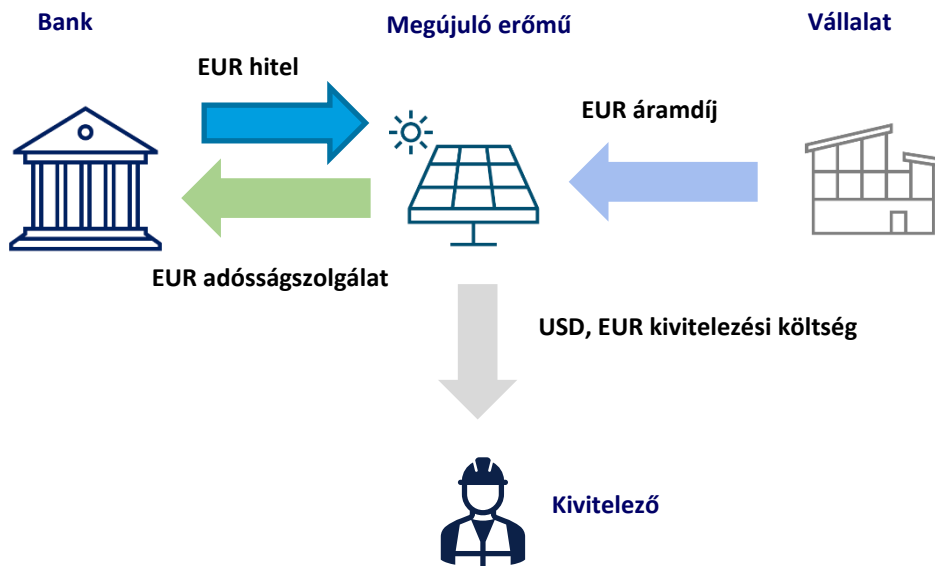 Bank
Megújuló erőmű
Vállalat
EUR hitel
EUR áramdíj
EUR adósságszolgálat
USD, EUR kivitelezési költség
Kivitelező